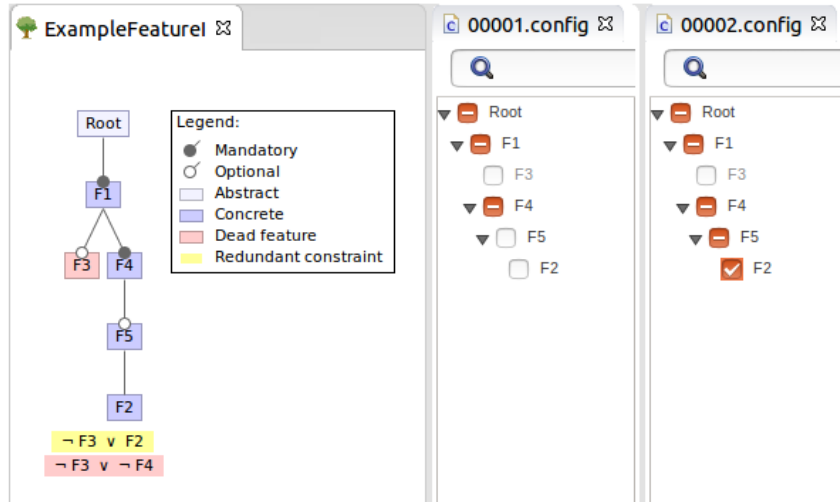 ExampleFeatureI
Root
F1
F3
F4
F5
F2
¬ F3 ∨ F2
¬ F3 ∨ ¬ F4
Legend:
Mandatory
Optional
Abstract
Concrete
Dead feature
Redundant constraint
00001.config
Root
F1
F3
F4
F5
F2
00002.config
Root
F1
F3
F4
F5
F2